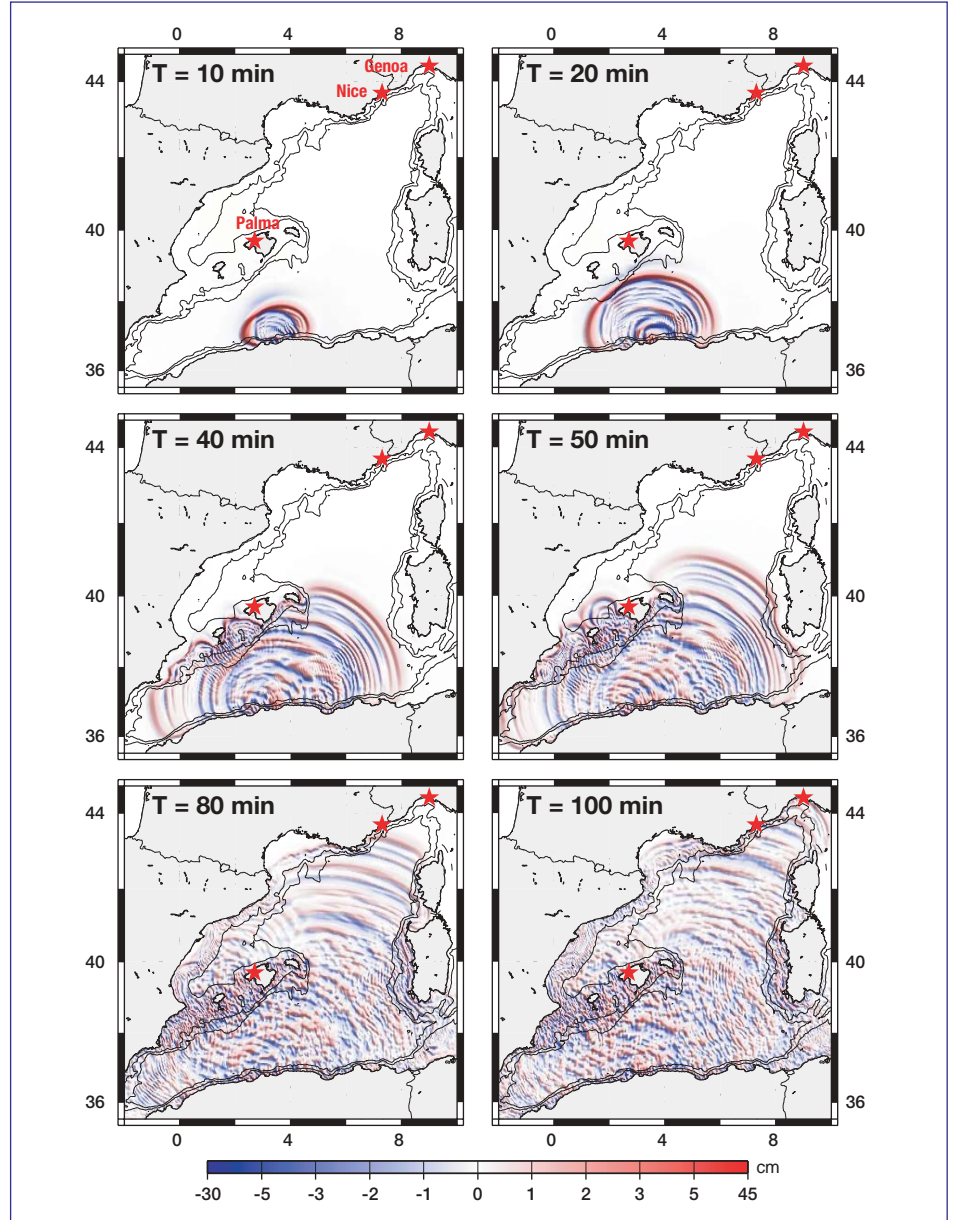 0 4 8 0 4 8
T = 10 min Genoa T = 20 min
44 44
Nice
40 40
Palma
36 36
T = 40 min T = 50 min
44 44
40 40
36 36
T = 80 min T = 100 min
44 44
40 40
36 36
0 4 8 0 4 8
cm
-30 -5 -3 -2 -1 0 1 2 3 5 45